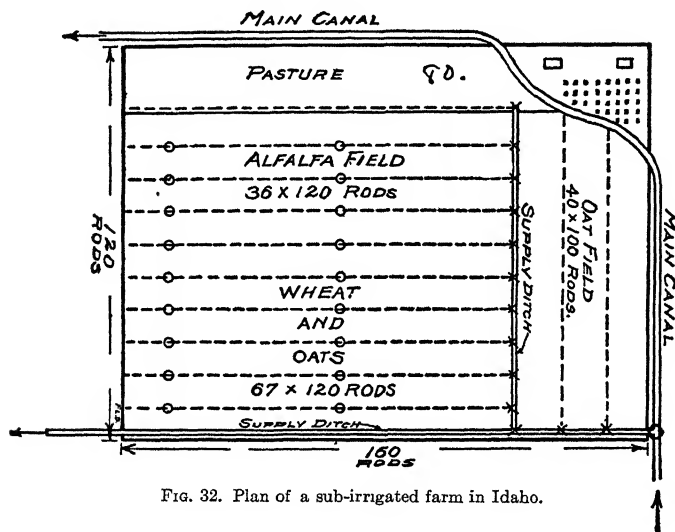 MAIN CANAL
PASTURE 90.
ALFALFA FIELD
36 X 120 RODS
WHEAT
AND
OATS
67 X 120 RODS
SUPPLY DITCH
OAT FIELD
40 X 100 RODS.
MAIN CANAL
120
RODS
SUPPLY DITCH
160
RODS
FIG. 32. Plan of a sub-irrigated farm in Idaho.